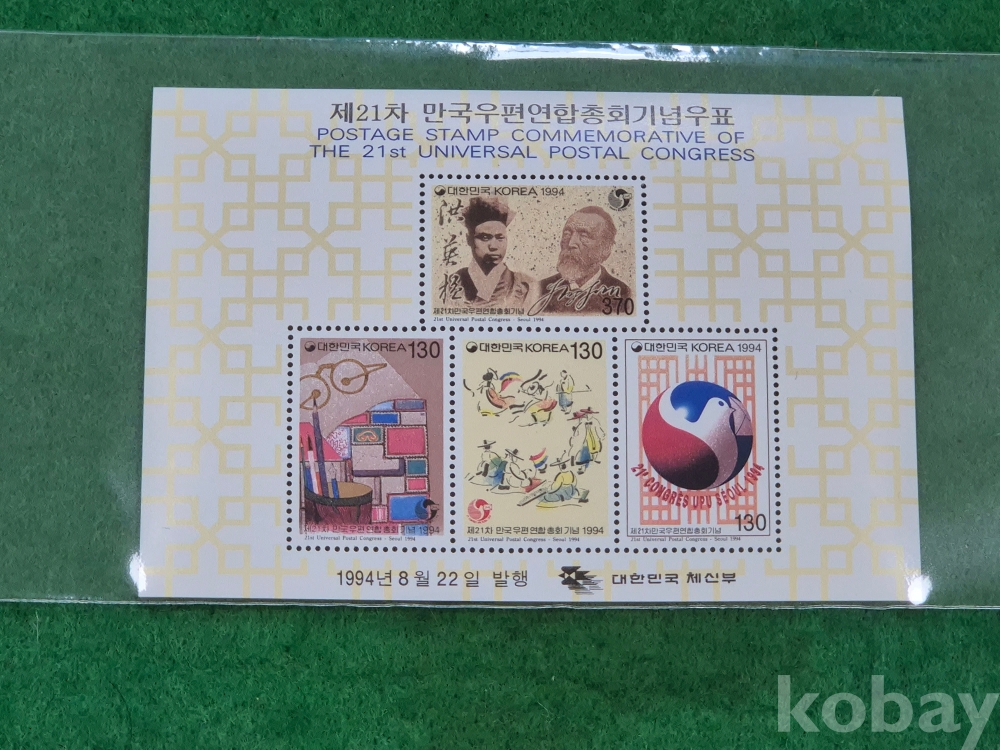 제21차 만국우편연합총회기념우표
POSTAGE STAMP COMMEMORATIVE OF
THE 21st UNIVERSAL POSTAL CONGRESS
대한민국 KOREA 1994
洪英植
370
제21차만국우편연합총회기념
21st Universal Postal Congress - Seoul 1994
대한민국 KOREA 130
제21차 만국우편연합총회기념 1994
21st Universal Postal Congress - Seoul 1994
대한민국 KOREA 130
제21차 만국우편연합총회기념 1994
21st Universal Postal Congress - Seoul 1994
대한민국 KOREA 1994
21e CONGRES UPU SEOUL 1994
130
제21차만국우편연합총회기념
21st Universal Postal Congress - Seoul 1994
1994년 8월 22일 발행 대한민국 체신부
kobay